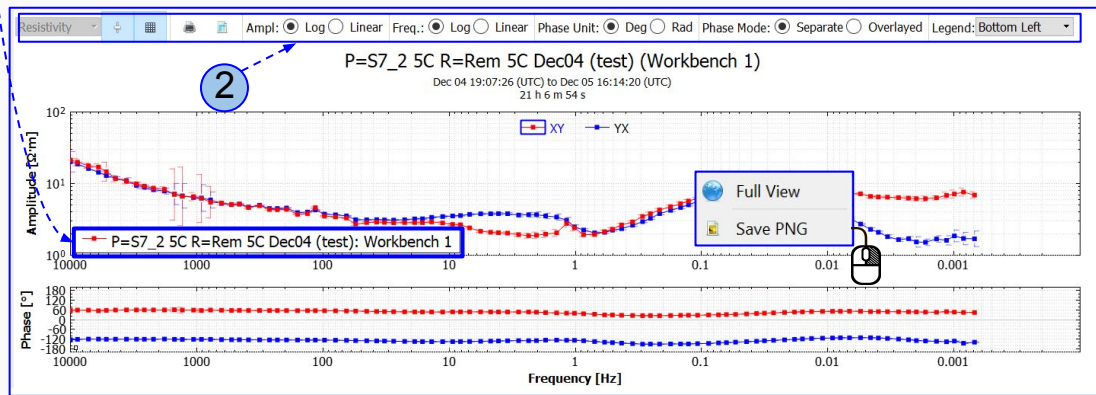 Resistivity Ampl: Log Linear Freq.: Log Linear Phase Unit: Deg Rad Phase Mode: Separate Overlayed Legend: Bottom Left
2
P=S7_2 5C R=Rem 5C Dec04 (test) (Workbench 1)
Dec 04 19:07:26 (UTC) to Dec 05 16:14:20 (UTC)
21 h 6 m 54 s
XY YX
Amplitude [Ω·m]
10²
10¹
10⁰
Full View
Save PNG
P=S7_2 5C R=Rem 5C Dec04 (test): Workbench 1
10000 1000 100 10 1 0.1 0.01 0.001
Phase [°]
180
120
60
0
-60
-120
-180
10000 1000 100 10 1 0.1 0.01 0.001
Frequency [Hz]